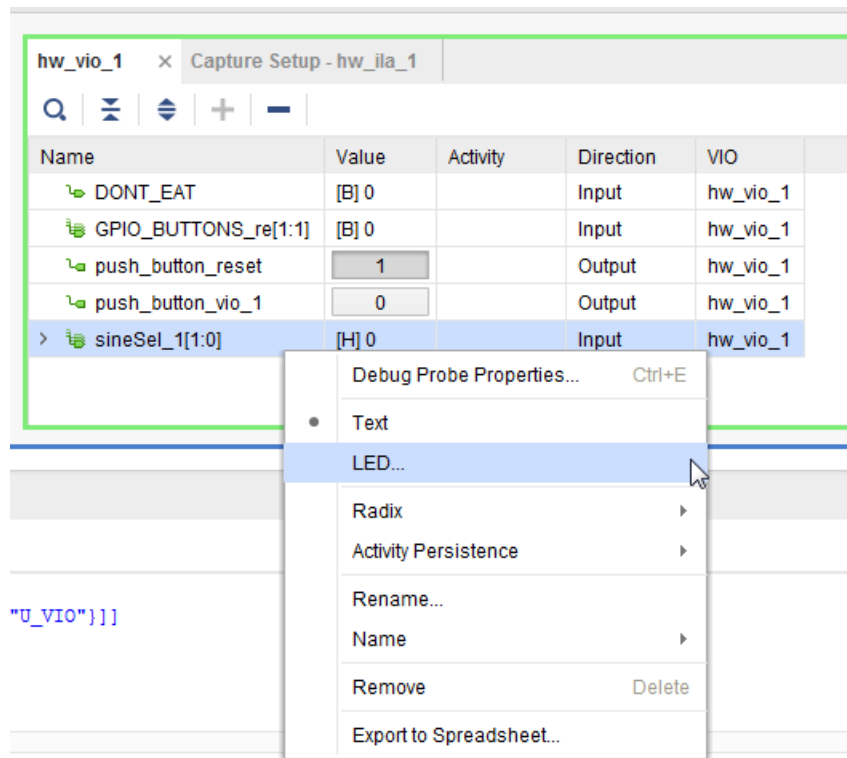 hw_vio_1 × Capture Setup - hw_ila_1
Name Value Activity Direction VIO
DONT_EAT [B] 0 Input hw_vio_1
GPIO_BUTTONS_re[1:1] [B] 0 Input hw_vio_1
push_button_reset 1 Output hw_vio_1
push_button_vio_1 0 Output hw_vio_1
sineSel_1[1:0] [H] 0 Input hw_vio_1
Debug Probe Properties... Ctrl+E
Text
LED...
Radix
Activity Persistence
"U_VIO"}]]
Rename...
Name
Remove Delete
Export to Spreadsheet...